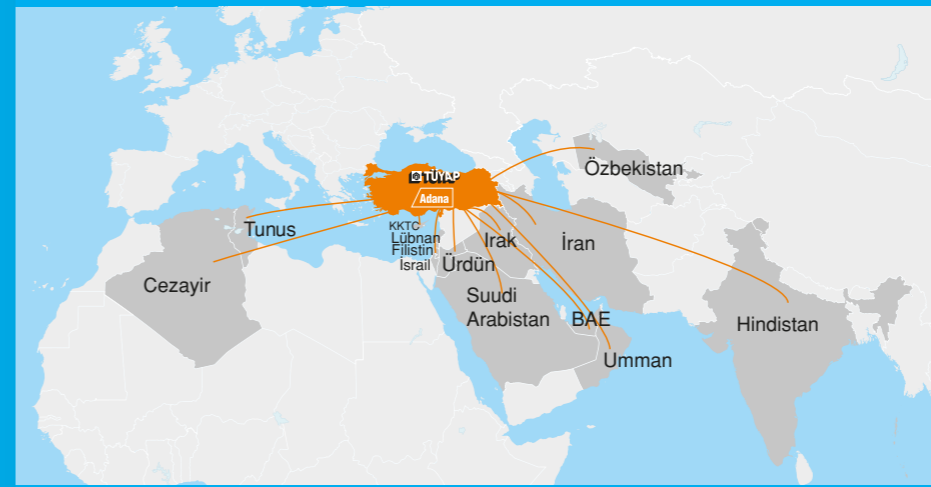 TÜYAP
Adana
Özbekistan
Tunus
KKTC
Lübnan
Filistin
İsrail
Irak
İran
Ürdün
Cezayir
Suudi
Arabistan
BAE
Hindistan
Umman